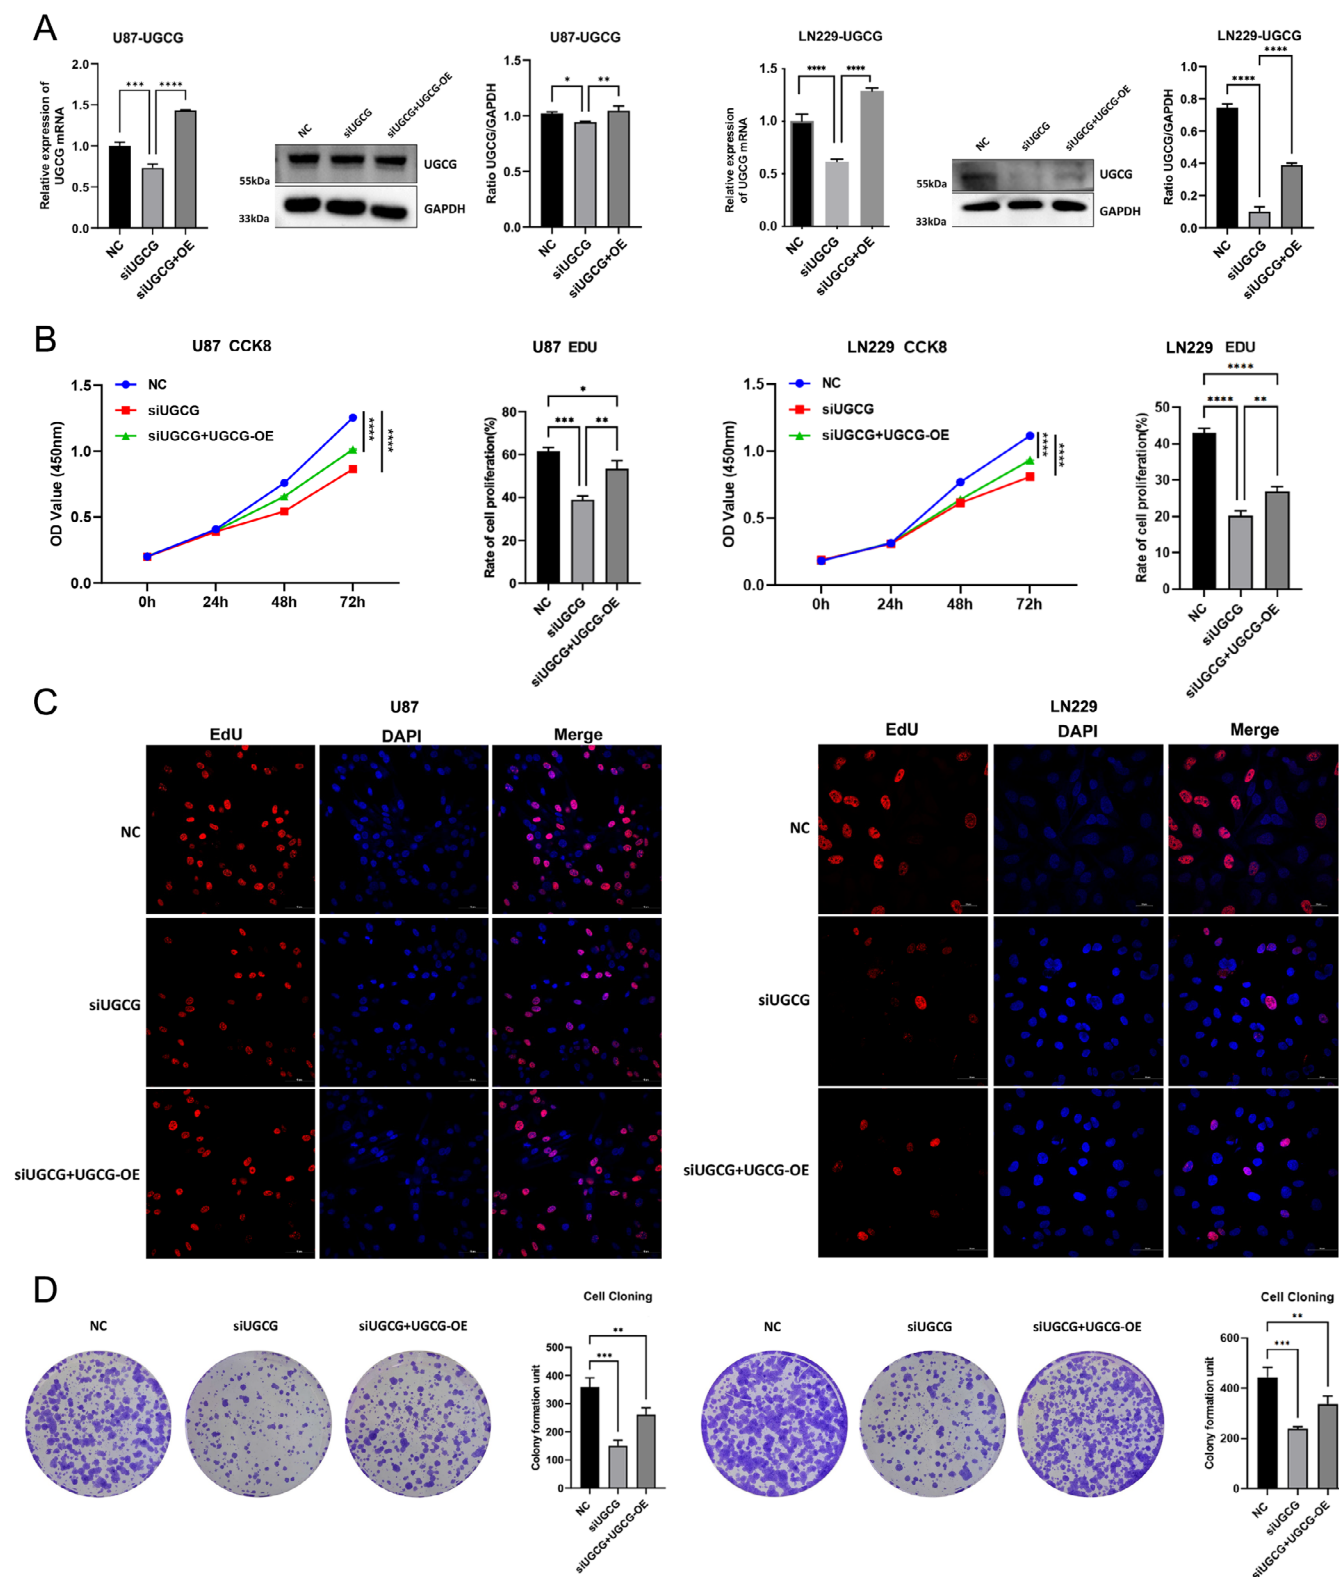 A
U87-UGCG
Relative expression of
UGCG mRNA
2.0
1.5
1.0
0.5
0.0
*** ****
NC
siUGCG
siUGCG+OE
NC
siUGCG
siUGCG+UGCG-OE
UGCG
55kDa
GAPDH
33kDa
U87-UGCG
Ratio UGCG/GAPDH
1.5
1.0
0.5
0.0
* **
NC
siUGCG
siUGCG+OE
LN229-UGCG
Relative expression
of UGCG mRNA
1.5
1.0
0.5
0.0
**** ****
NC
siUGCG
siUGCG+OE
NC
siUGCG
siUGCG+UGCG-OE
UGCG
55kDa
GAPDH
33kDa
LN229-UGCG
Ratio UGCG/GAPDH
1.0
0.8
0.6
0.4
0.2
0.0
****
****
NC
siUGCG
siUGCG+OE
B
U87 CCK8
OD Value (450nm)
1.5
1.0
0.5
0.0
NC
siUGCG
siUGCG+UGCG-OE
****
****
0h 24h 48h 72h
U87 EDU
Rate of cell proliferation(%)
80
60
40
20
0
*
*** **
NC
siUGCG
siUGCG+UGCG-OE
LN229 CCK8
OD Value (450nm)
1.5
1.0
0.5
0.0
NC
siUGCG
siUGCG+UGCG-OE
****
****
0h 24h 48h 72h
LN229 EDU
Rate of cell proliferation(%)
50
40
30
20
10
0
****
**** **
NC
siUGCG
siUGCG+UGCG-OE
C
U87
EdU DAPI Merge
NC
siUGCG
siUGCG+UGCG-OE
LN229
EdU DAPI Merge
NC
siUGCG
siUGCG+UGCG-OE
D
NC siUGCG siUGCG+UGCG-OE
Cell Cloning
Colony formation unit
500
400
300
200
100
0
**
***
NC
siUGCG
siUGCG+UGCG-OE
NC siUGCG siUGCG+UGCG-OE
Cell Cloning
Colony formation unit
600
400
200
0
**
***
NC
siUGCG
siUGCG+UGCG-OE